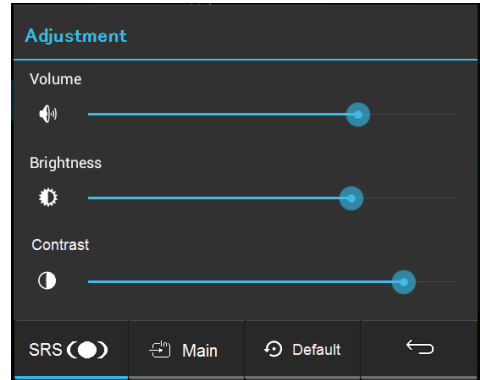 Adjustment
Volume
Brightness
Contrast
SRS Main Default